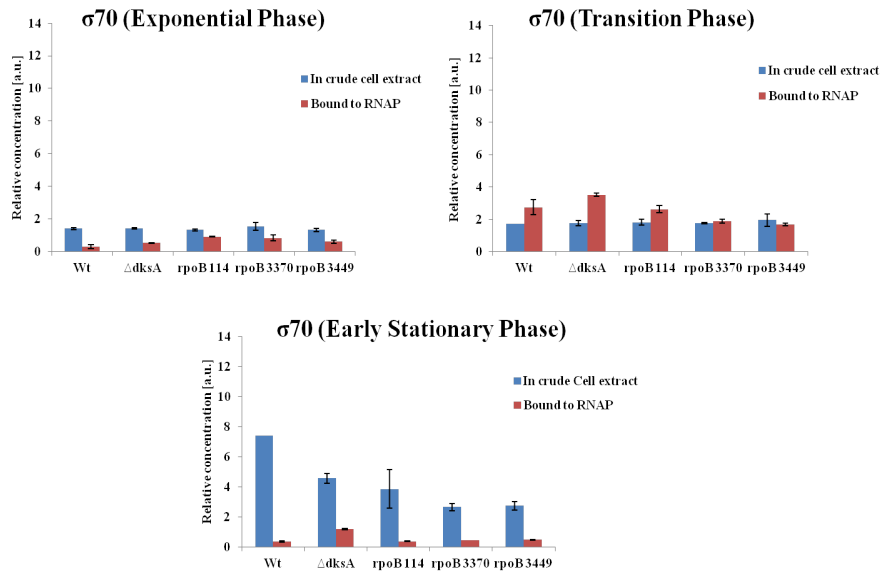 σ70 (Exponential Phase)
14
12
10
8
6
4
2
0
Relative concentration [a.u.]
In crude cell extract
Bound to RNAP
Wt
△dksA
rpoB114
rpoB3370
rpoB3449
σ70 (Transition Phase)
14
12
10
8
6
4
2
0
Relative concentration [a.u.]
In crude cell extract
Bound to RNAP
Wt
△dksA
rpoB114
rpoB3370
rpoB3449
σ70 (Early Stationary Phase)
14
12
10
8
6
4
2
0
Relative concentration [a.u.]
In crude Cell extract
Bound to RNAP
Wt
△dksA
rpoB114
rpoB3370
rpoB3449